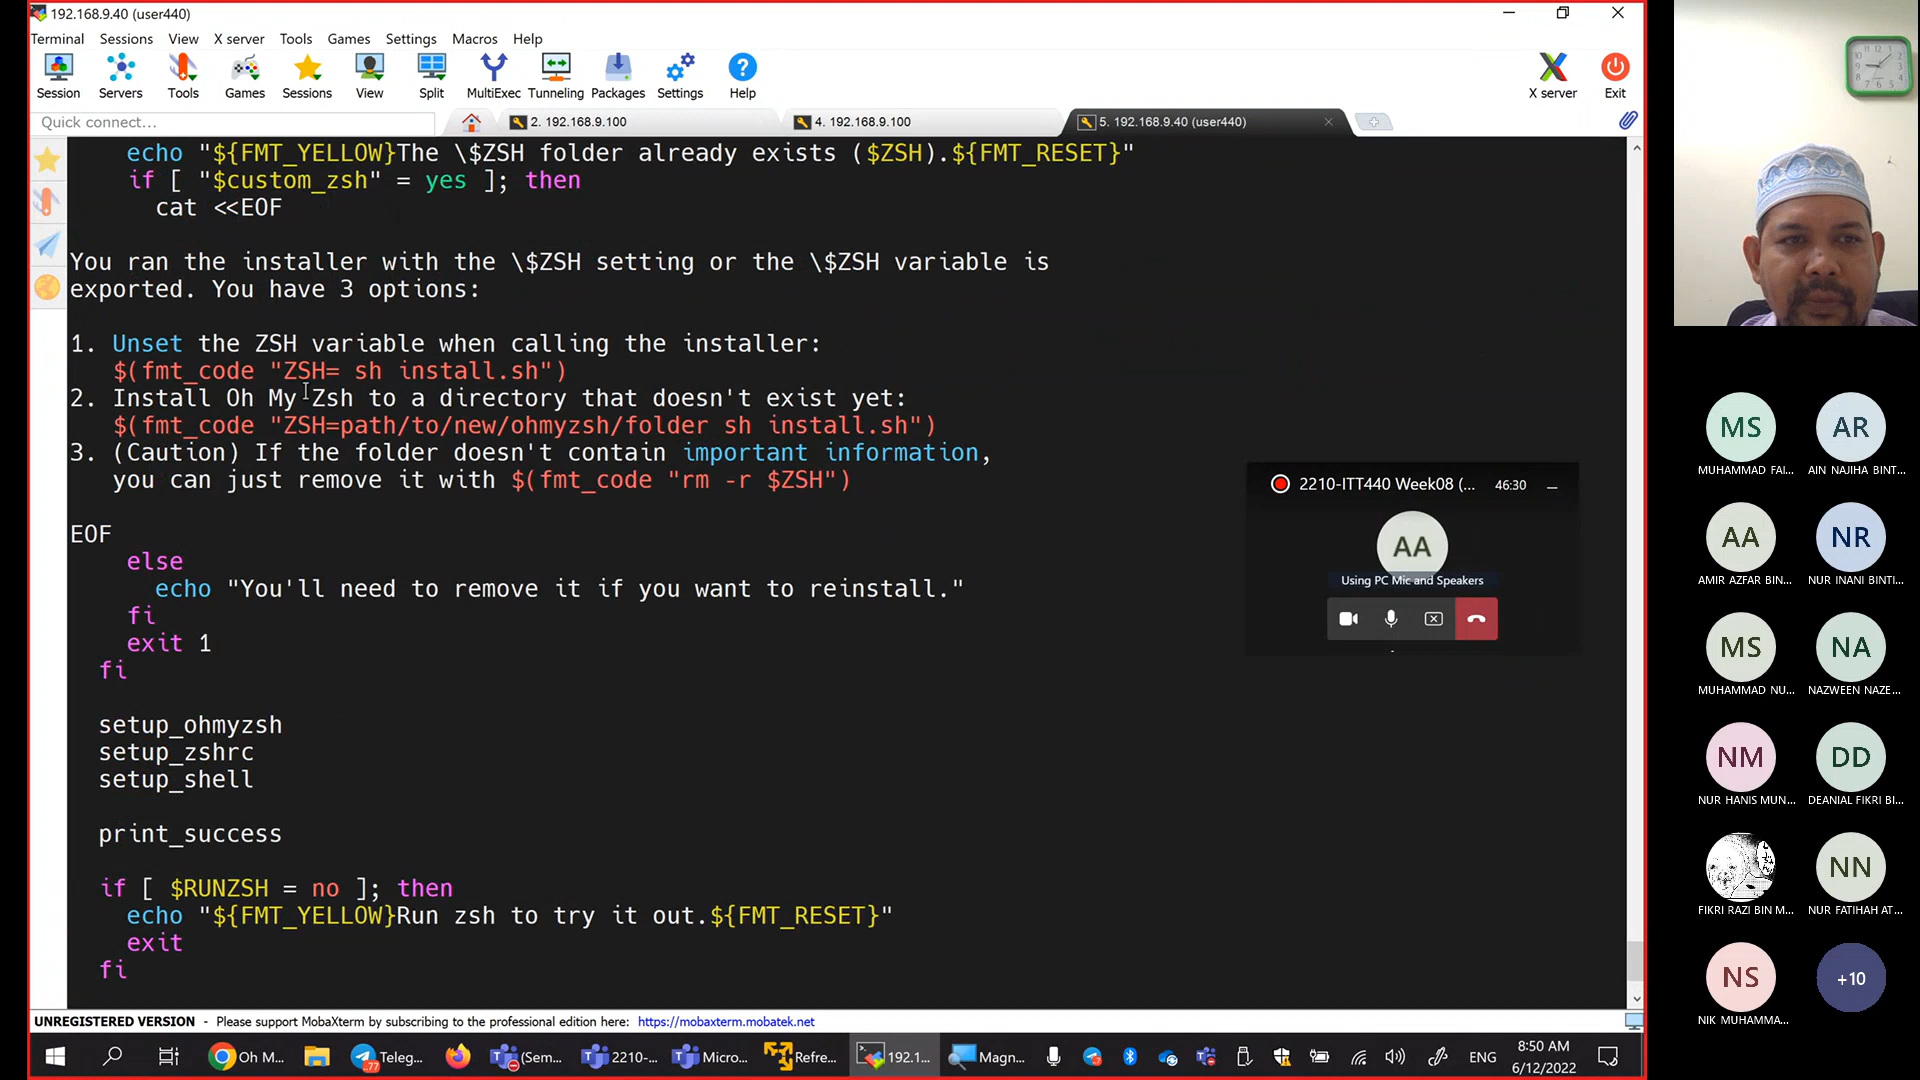 192.168.9.40 (user440)
Terminal Sessions View X server Tools Games Settings Macros Help
Session Servers Tools Games Sessions View Split MultiExec Tunneling Packages Settings Help X server Exit
Quick connect...
2. 192.168.9.100
4. 192.168.9.100
5. 192.168.9.40 (user440)
echo "${FMT_YELLOW}The \$ZSH folder already exists ($ZSH).${FMT_RESET}"
if [ "$custom_zsh" = yes ]; then
cat <<EOF
You ran the installer with the \$ZSH setting or the \$ZSH variable is
exported. You have 3 options:
1. Unset the ZSH variable when calling the installer:
$(fmt_code "ZSH= sh install.sh")
2. Install Oh My Zsh to a directory that doesn't exist yet:
$(fmt_code "ZSH=path/to/new/ohmyzsh/folder sh install.sh")
3. (Caution) If the folder doesn't contain important information,
you can just remove it with $(fmt_code "rm -r $ZSH")
EOF
else
echo "You'll need to remove it if you want to reinstall."
fi
exit 1
fi
setup_ohmyzsh
setup_zshrc
setup_shell
print_success
if [ $RUNZSH = no ]; then
echo "${FMT_YELLOW}Run zsh to try it out.${FMT_RESET}"
exit
fi
2210-ITT440 Week08 (... 46:30
AA
Using PC Mic and Speakers
UNREGISTERED VERSION - Please support MobaXterm by subscribing to the professional edition here: https://mobaxterm.mobatek.net
Oh M... Teleg... 77 (Sem... 2210-... Micro... Refre... 192.1... Magn... ENG
8:50 AM
6/12/2022
MS AR
MUHAMMAD FAI... AIN NAJIHA BINT...
AA NR
AMIR AZFAR BIN... NUR INANI BINTI...
MS NA
MUHAMMAD NU... NAZWEEN NAZE...
NM DD
NUR HANIS MUN... DEANIAL FIKRI BI...
NN
FIKRI RAZI BIN M... NUR FATIHAH AT...
NS +10
NIK MUHAMMA...